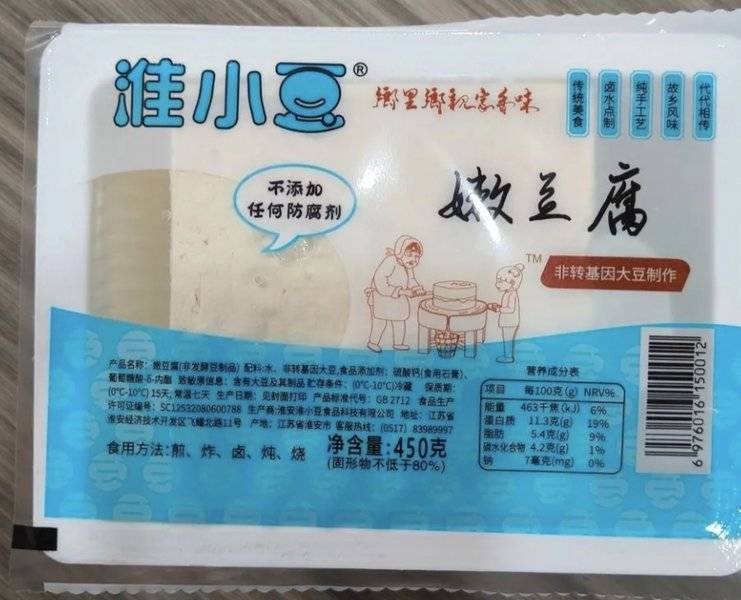 淮小豆®
鄉里鄉親家香味
传统美食
卤水点制
纯手工艺
故乡风味
代代相传
不添加
任何防腐剂
嫩豆腐
TM
非转基因大豆制作
产品名称：嫩豆腐(非发酵豆制品) 配料:水、非转基因大豆,食品添加剂：硫酸钙(食用石膏)、
葡萄糖酸-δ-内酯 致敏原信息：含有大豆及其制品 贮存条件：(0°C-10°C)冷藏 保质期：
(0°C-10°C)15天, 常温七天 生产日期：见封面打印 产品标准代号：GB 2712 食品生产
许可证编号：SC12532080600788 生产商:淮安淮小豆食品科技有限公司 地址：江苏省
淮安经济技术开发区飞耀北路11号 产地：江苏省淮安市 客服热线：(0517) 83989997
食用方法:煎、炸、卤、炖、烧
净含量:450克
(固形物不低于80%)
营养成分表
项目 每100克(g) NRV%
能量 463千焦(kJ) 6%
蛋白质 11.3克(g) 19%
脂肪 5.4克(g) 9%
碳水化合物 4.2克(g) 1%
钠 7毫克(mg) 0%
6 976016 150012